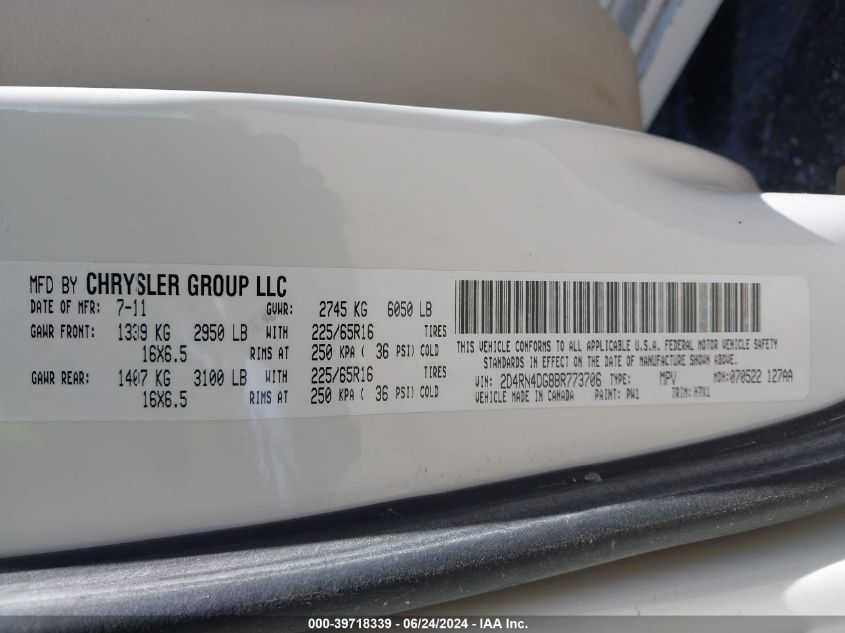 MFD BY CHRYSLER GROUP LLC
DATE OF MFR: 7-11 GVWR: 2745 KG 6050 LB
GAWR FRONT: 1339 KG 2950 LB WITH 225/65R16 TIRES
16X6.5 RIMS AT 250 KPA ( 36 PSI) COLD
GAWR REAR: 1407 KG 3100 LB WITH 225/65R16 TIRES
16X6.5 RIMS AT 250 KPA ( 36 PSI) COLD
THIS VEHICLE CONFORMS TO ALL APPLICABLE U.S.A. FEDERAL MOTOR VEHICLE SAFETY
STANDARDS IN EFFECT ON THE DATE OF MANUFACTURE SHOWN ABOVE.
VIN: 2D4RN4DG8BR773706 TYPE: MPV MDH: 070522 127AA
VEHICLE MADE IN CANADA PAINT: PW1 TRIM: H7X1
000-39718339 / 06/24/2024 / IAA Inc.